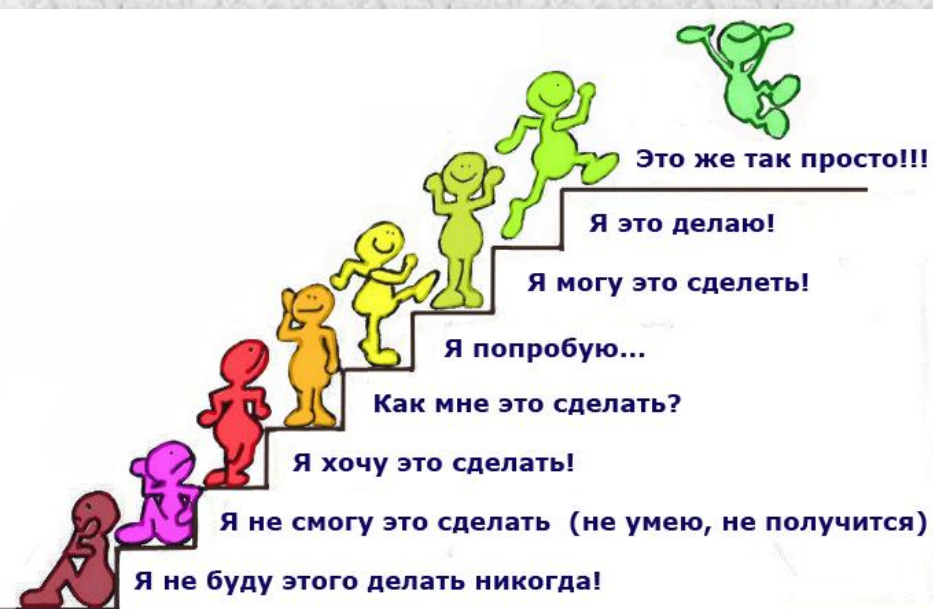 Это же так просто!!!
Я это делаю!
Я могу это сделеть!
Я попробую...
Как мне это сделать?
Я хочу это сделать!
Я не смогу это сделать (не умею, не получится)
Я не буду этого делать никогда!